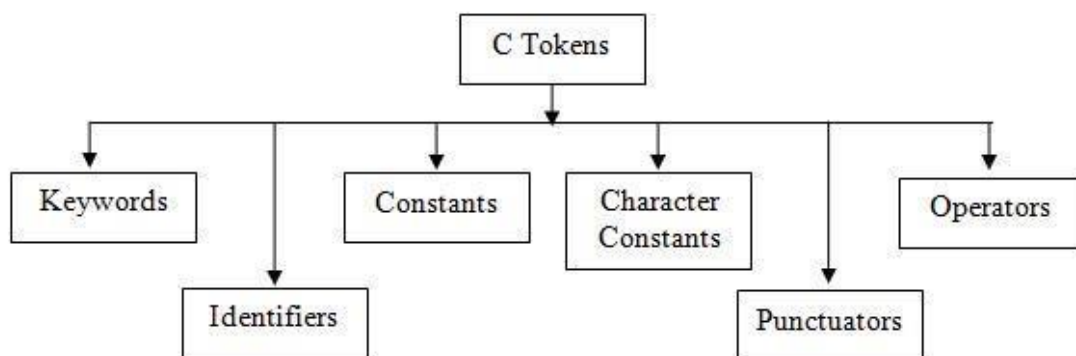 C Tokens
Keywords
Constants
Character
Constants
Operators
Identifiers
Punctuators